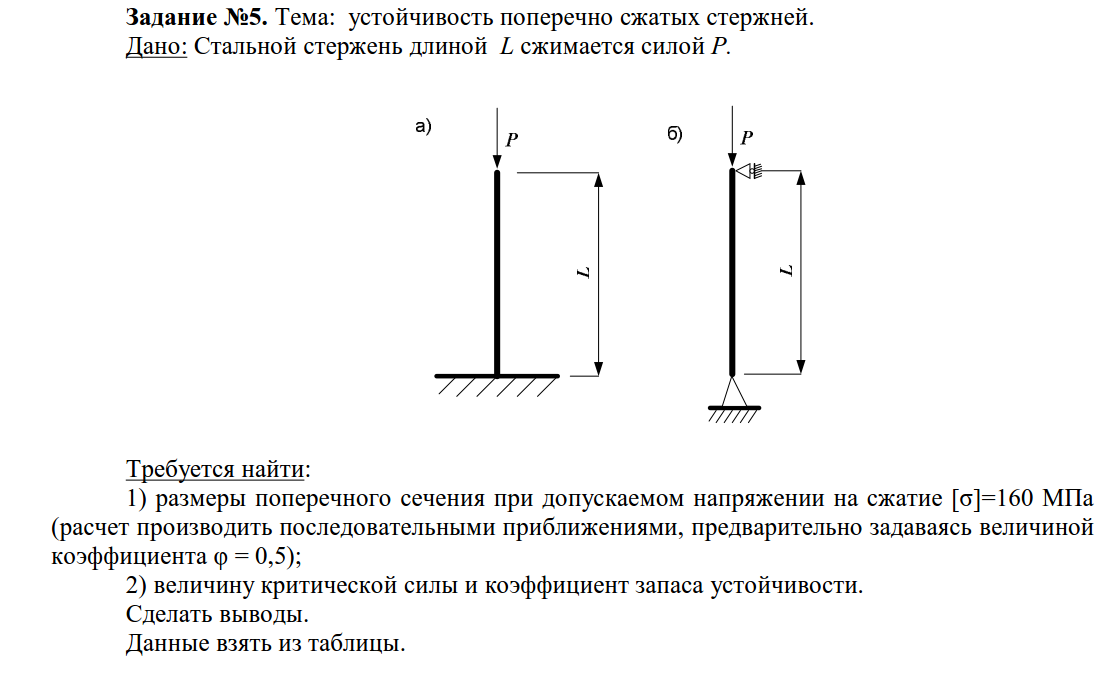 Задание №5. Тема:  устойчивость поперечно сжатых стержней.
Дано: Стальной стержень длиной  L сжимается силой P.
а)
P
L
б)
P
L
Требуется найти:
1) размеры поперечного сечения при допускаемом напряжении на сжатие [σ]=160 МПа
(расчет производить последовательными приближениями, предварительно задаваясь величиной
коэффициента φ = 0,5);
2) величину критической силы и коэффициент запаса устойчивости.
Сделать выводы.
Данные взять из таблицы.